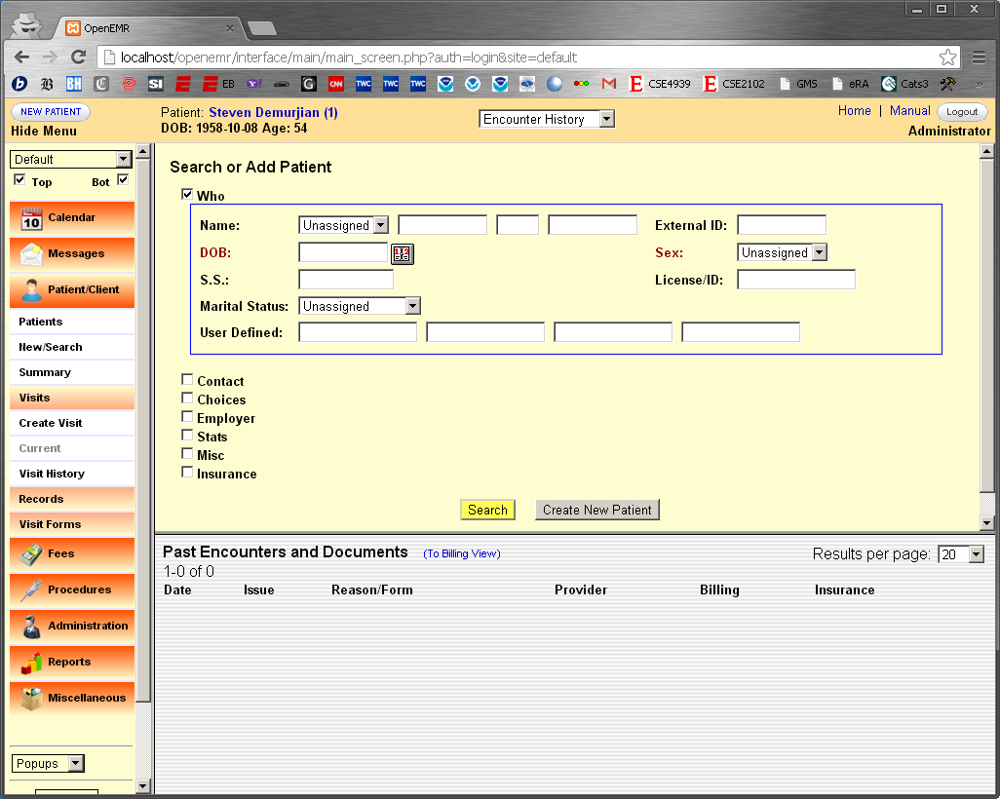 OpenEMR
localhost/openemr/interface/main/main_screen.php?auth=login&site=default
b B BH C SI EB Y! CNN G CNN TWC TWC TWC M E CSE4939 E CSE2102 GMS eRA Cats3 »
NEW PATIENT
Hide Menu
Patient: Steven Demurjian (1)
DOB: 1958-10-08 Age: 54
Encounter History
Home | Manual Logout
Administrator
Default
Top Bot
Calendar
Messages
Patient/Client
Patients
New/Search
Summary
Visits
Create Visit
Current
Visit History
Records
Visit Forms
Fees
Procedures
Administration
Reports
Miscellaneous
Popups
Search or Add Patient
Who
Name: Unassigned External ID:
DOB: Sex: Unassigned
S.S.: License/ID:
Marital Status: Unassigned
User Defined:
Contact
Choices
Employer
Stats
Misc
Insurance
Search Create New Patient
Past Encounters and Documents (To Billing View) Results per page: 20
1-0 of 0
Date Issue Reason/Form Provider Billing Insurance